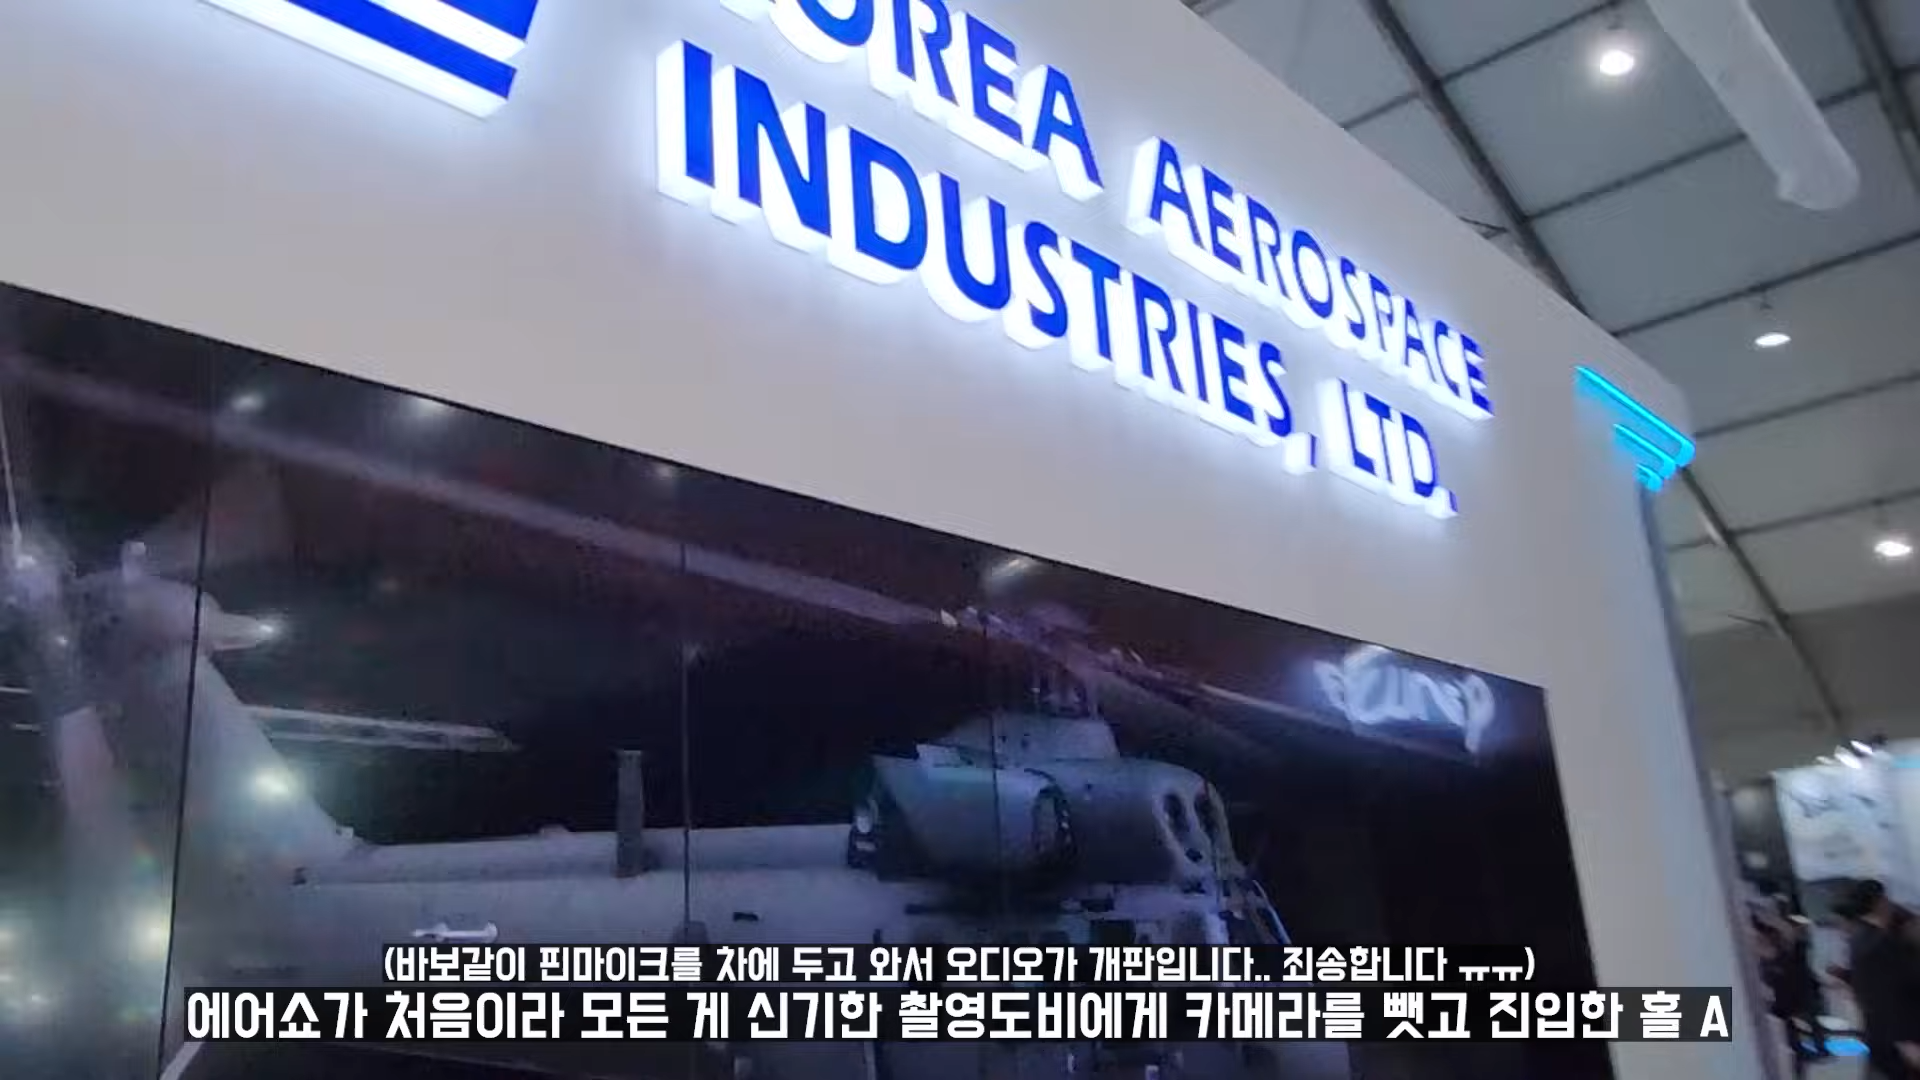 KOREA AEROSPACE
INDUSTRIES, LTD.
(바보같이 핀마이크를 차에 두고 와서 오디오가 개판입니다.. 죄송합니다 ㅠㅠ)
에어쇼가 처음이라 모든 게 신기한 촬영도비에게 카메라를 뺏고 진입한 홀 A